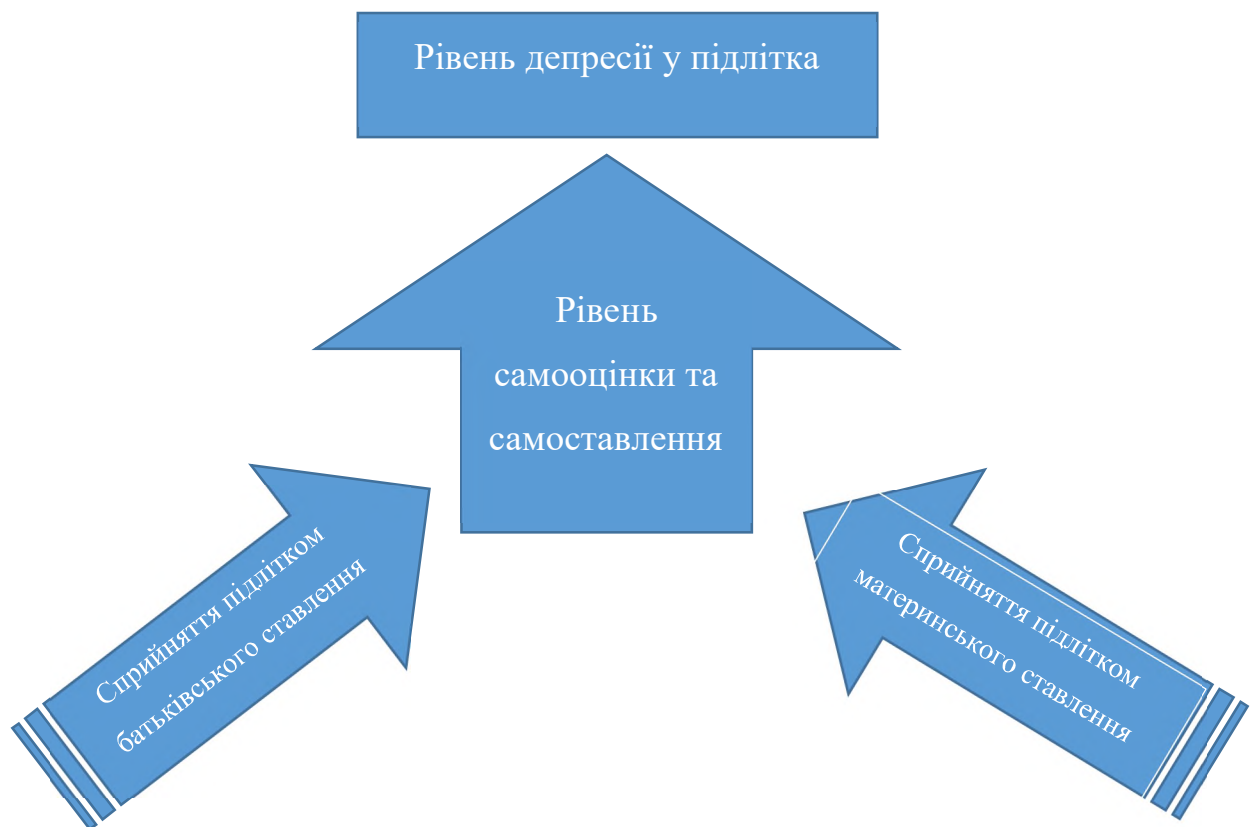 Рівень депресії у підлітка
Рівень
самооцінки та
самоставлення
Сприйняття підлітком
батьківського ставлення
Сприйняття підлітком
материнського ставлення